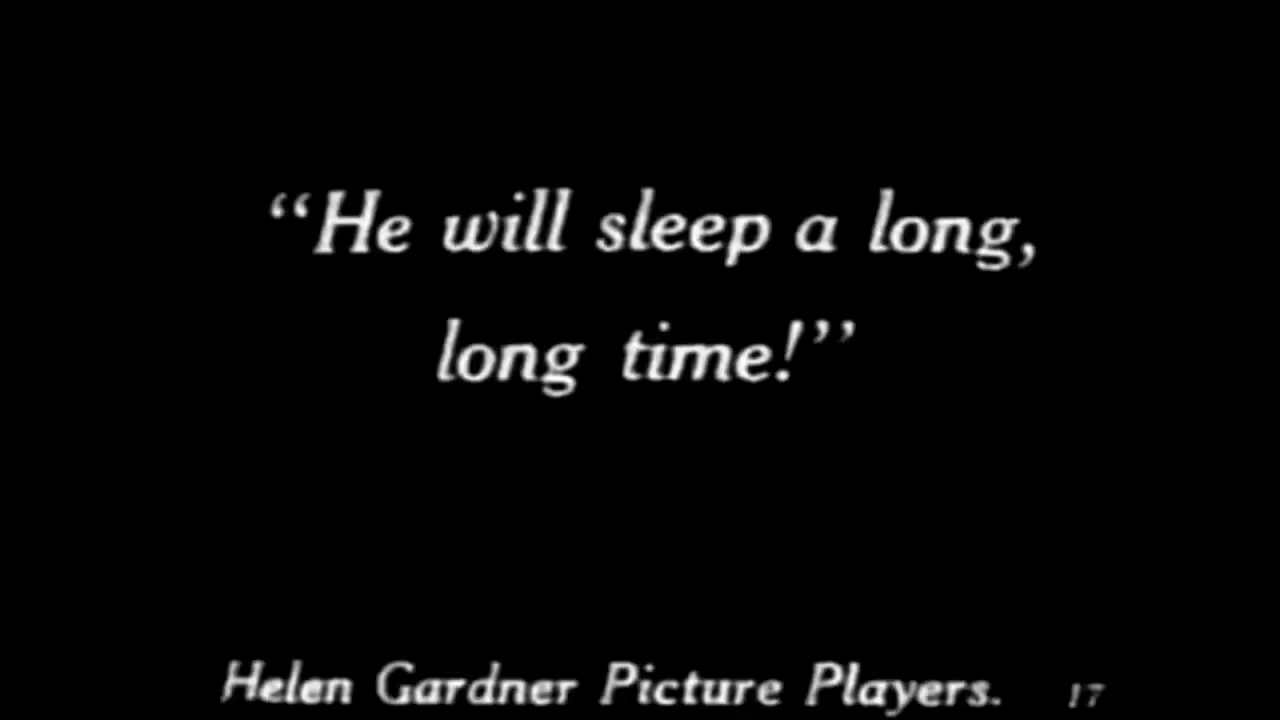 “He will sleep a long,
long time!”
Helen Gardner Picture Players. 17